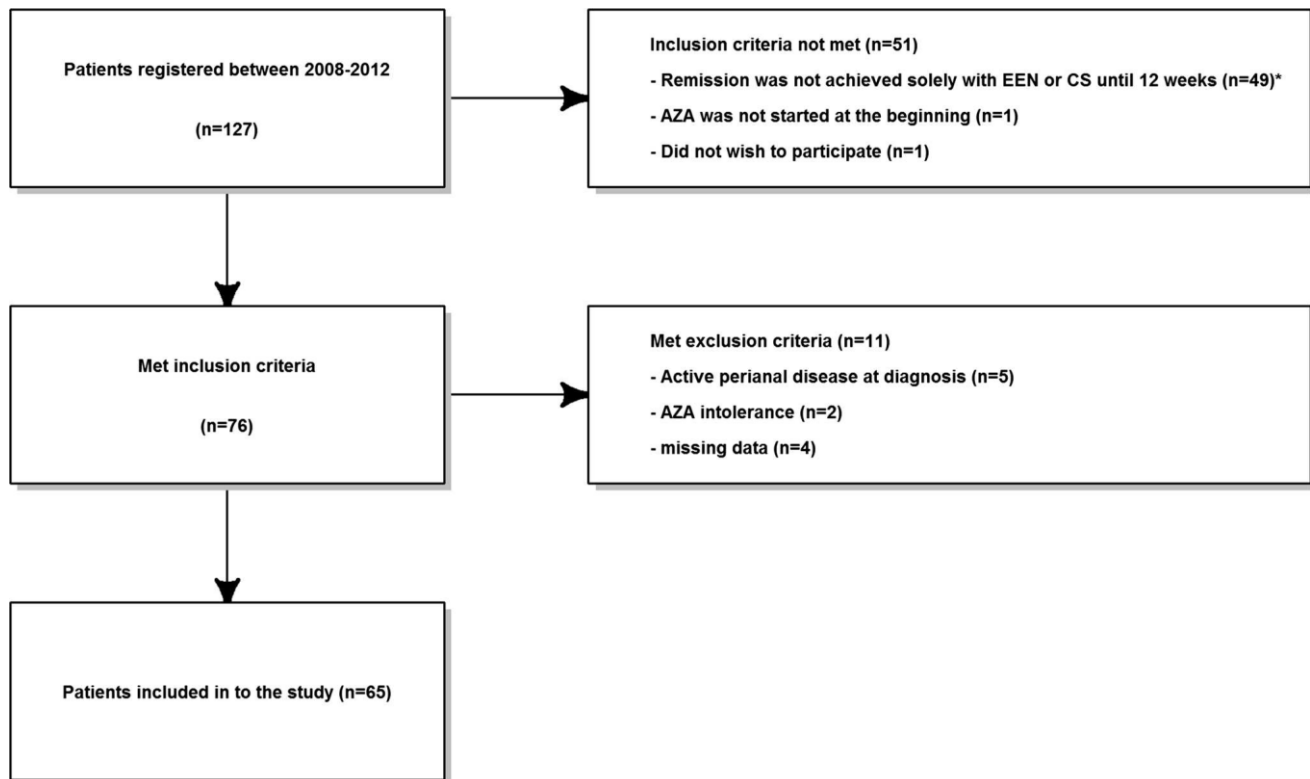 Patients registered between 2008-2012
(n=127)
Inclusion criteria not met (n=51)
- Remission was not achieved solely with EEN or CS until 12 weeks (n=49)*
- AZA was not started at the beginning (n=1)
- Did not wish to participate (n=1)
Met inclusion criteria
(n=76)
Met exclusion criteria (n=11)
- Active perianal disease at diagnosis (n=5)
- AZA intolerance (n=2)
- missing data (n=4)
Patients included in to the study (n=65)